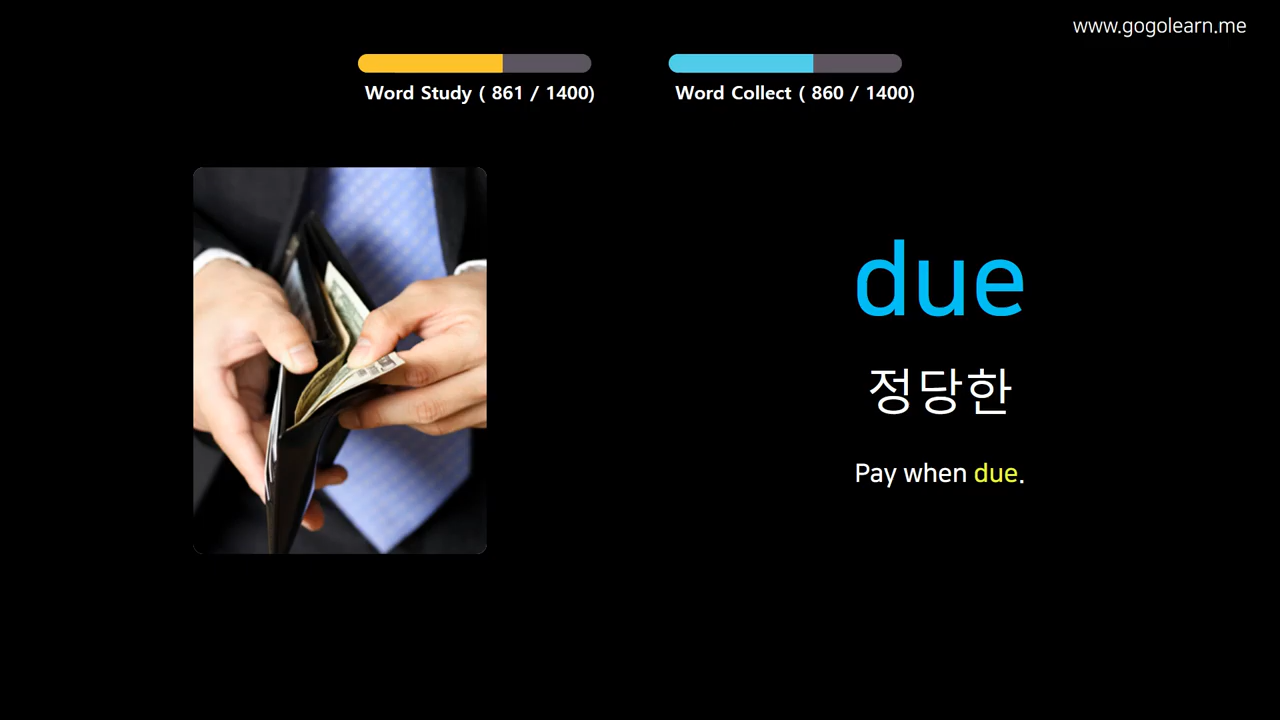 www.gogolearn.me
Word Study ( 861 / 1400)
Word Collect ( 860 / 1400)
due
정당한
Pay when due.